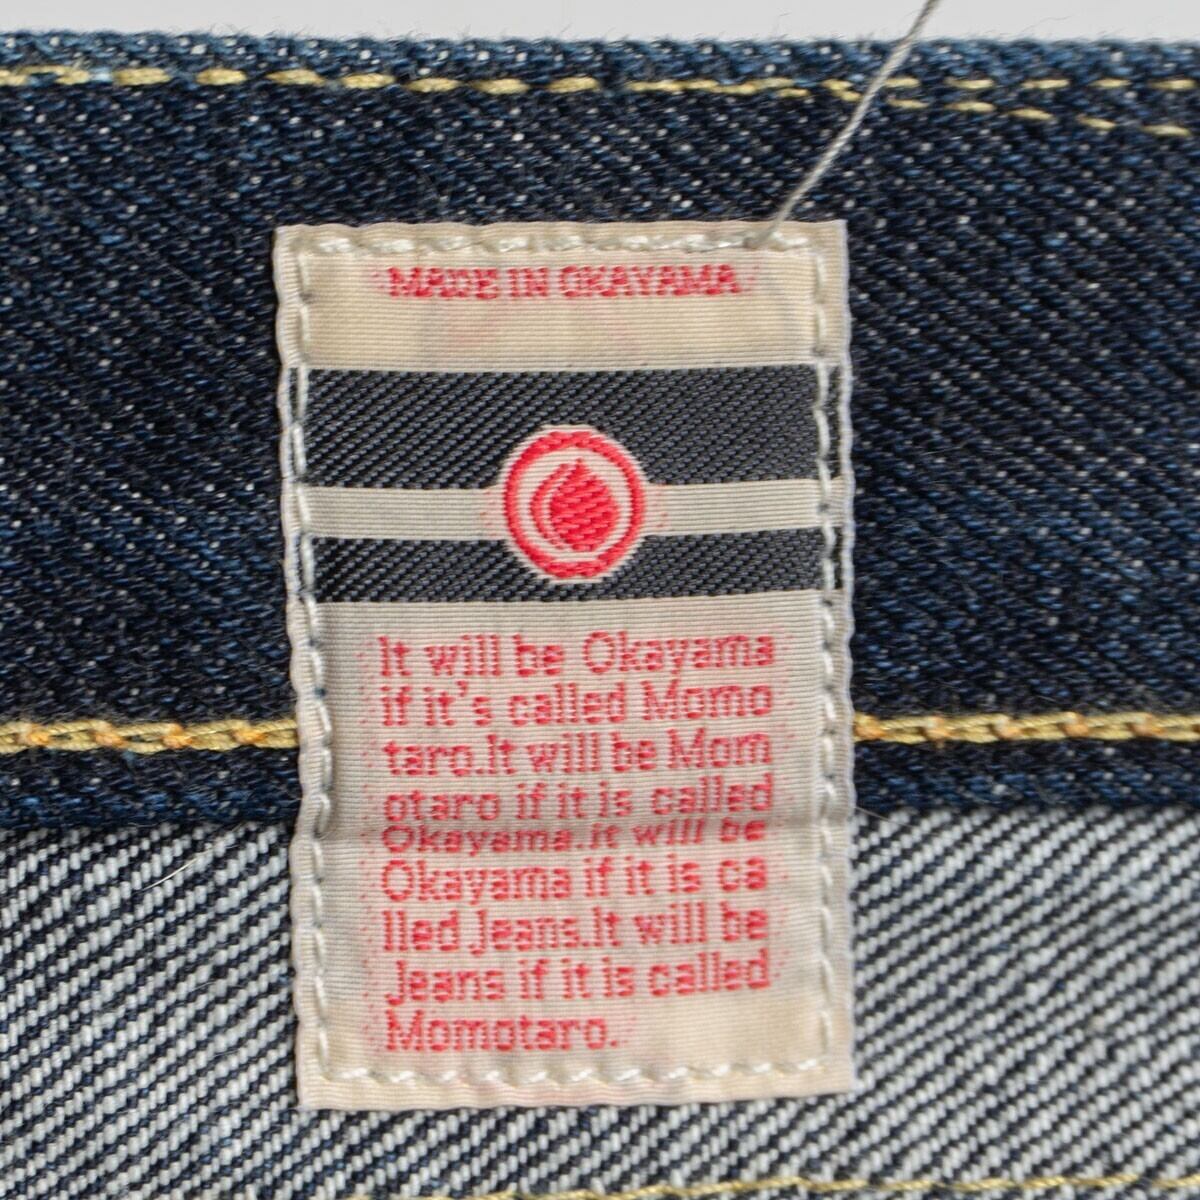 MADE IN OKAYAMA
It will be Okayama
if it's called Momo
taro.It will be Mom
otaro if it is called
Okayama.it will be
Okayama if it is ca
lled Jeans.It will be
Jeans if it is called
Momotaro.